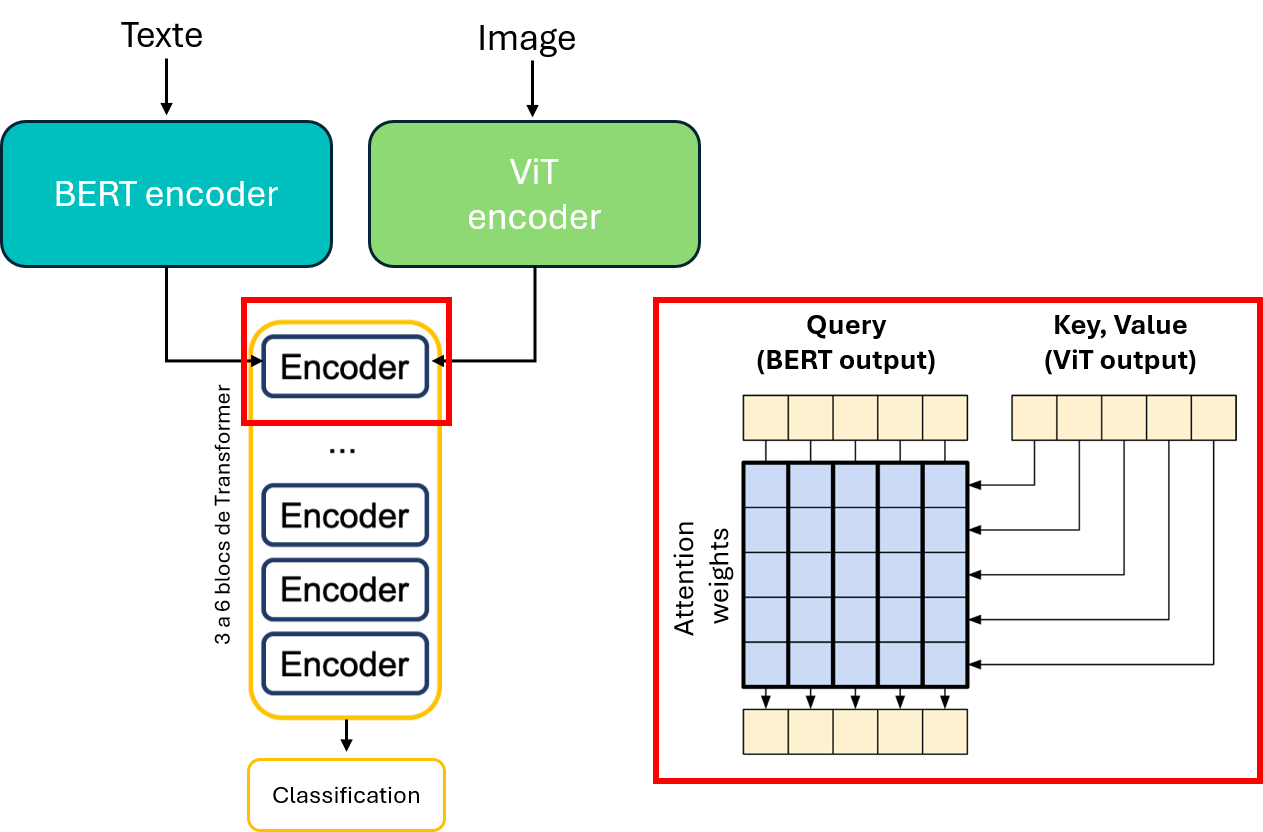 Texte
Image
BERT encoder
ViT
encoder
Encoder
...
Encoder
Encoder
Encoder
3 a 6 blocs de Transformer
Classification
Query
(BERT output)
Key, Value
(ViT output)
Attention
weights